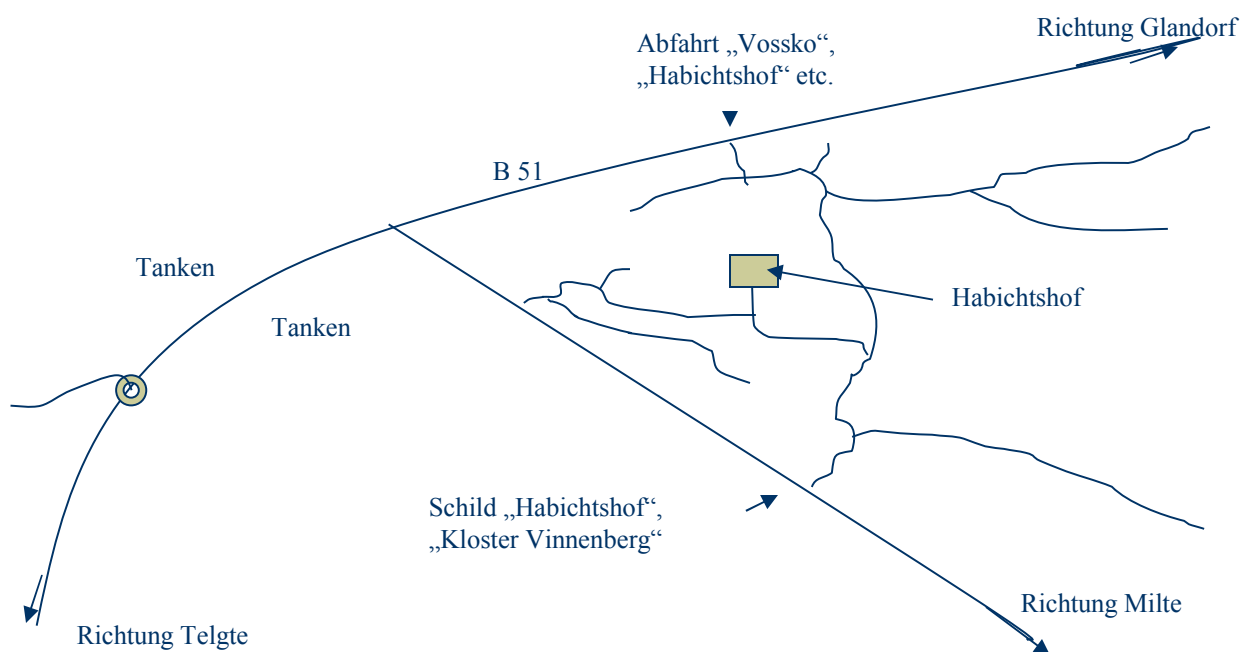 Richtung Glandorf
Abfahrt „Vossko“,
„Habichtshof“ etc.
B 51
Tanken
Habichtshof
Tanken
Schild „Habichtshof“,
„Kloster Vinnenberg“
Richtung Milte
Richtung Telgte